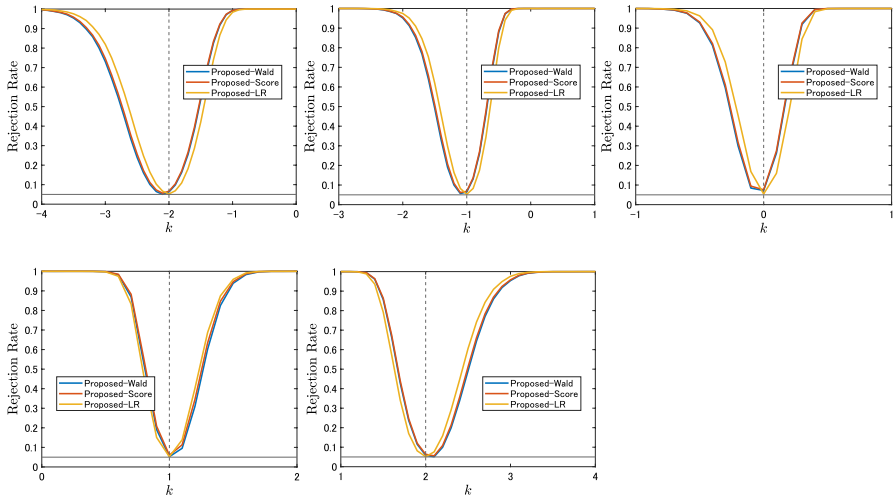 Rejection Rate
1
0.9
0.8
0.7
0.6
0.5
0.4
0.3
0.2
0.1
0
Proposed-Wald
Proposed-Score
Proposed-LR
-4 -3 -2 -1 0
k
Rejection Rate
1
0.9
0.8
0.7
0.6
0.5
0.4
0.3
0.2
0.1
0
Proposed-Wald
Proposed-Score
Proposed-LR
-3 -2 -1 0 1
k
Rejection Rate
1
0.9
0.8
0.7
0.6
0.5
0.4
0.3
0.2
0.1
0
Proposed-Wald
Proposed-Score
Proposed-LR
-1 0 1
k
Rejection Rate
1
0.9
0.8
0.7
0.6
0.5
0.4
0.3
0.2
0.1
0
Proposed-Wald
Proposed-Score
Proposed-LR
0 1 2
k
Rejection Rate
1
0.9
0.8
0.7
0.6
0.5
0.4
0.3
0.2
0.1
0
Proposed-Wald
Proposed-Score
Proposed-LR
1 2 3 4
k